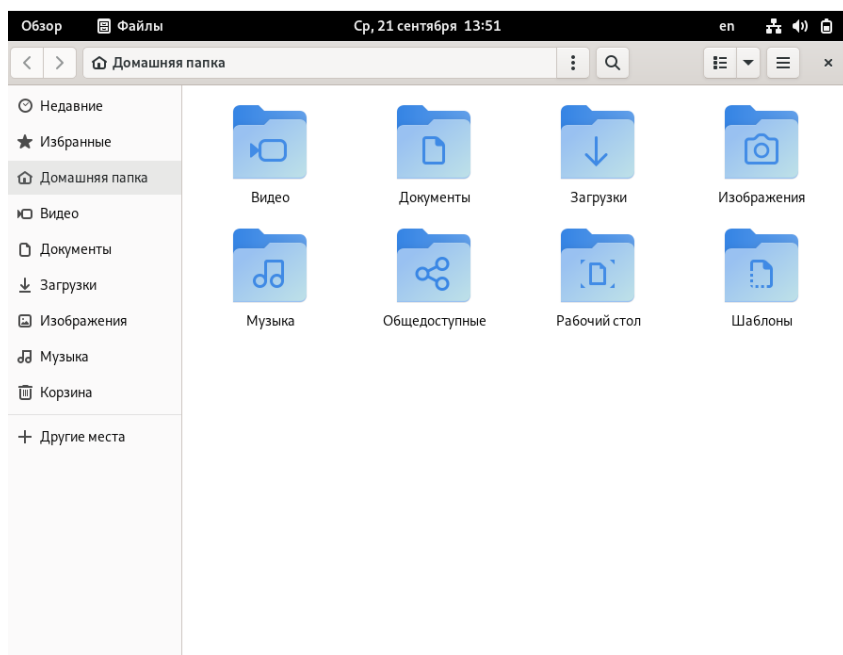 Обзор Файлы Ср, 21 сентября 13:51 en
Домашняя папка
Недавние
Избранные
Домашняя папка
Видео
Документы
Загрузки
Изображения
Музыка
Корзина
Другие места
Видео Документы Загрузки Изображения
Музыка Общедоступные Рабочий стол Шаблоны